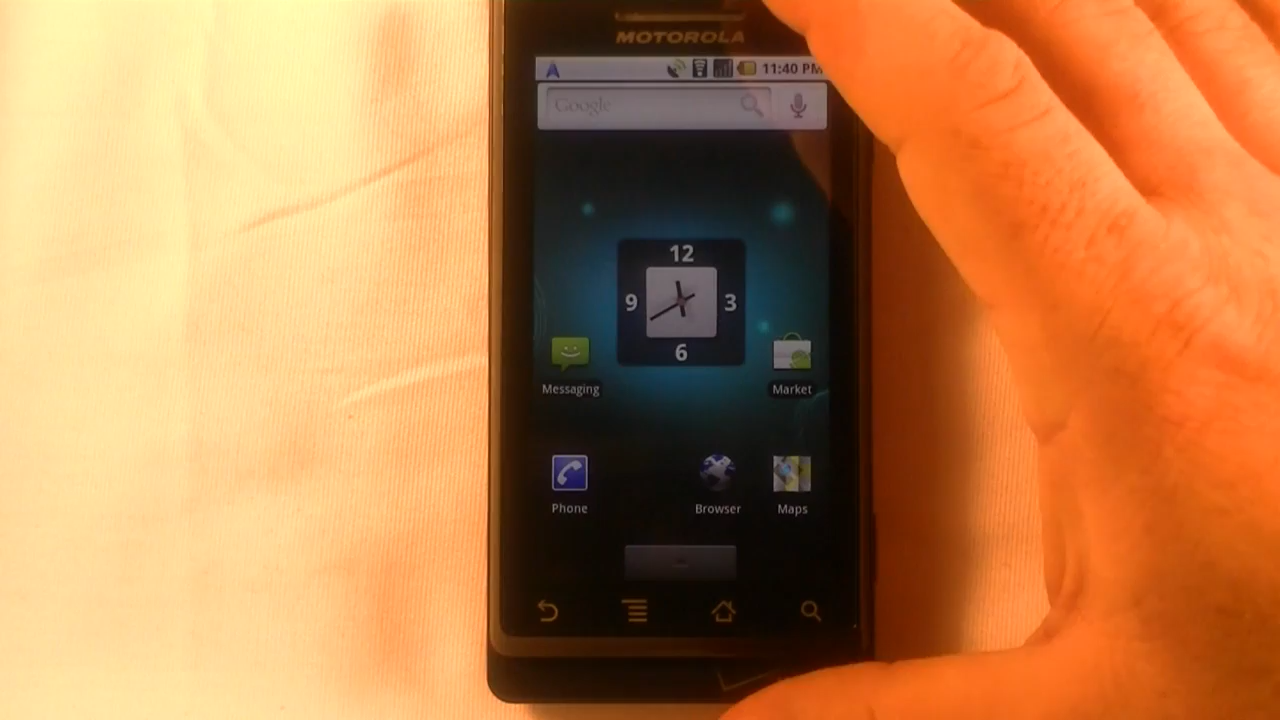 MOTOROLA
11:40 PM
Google
12
9 3
6
Messaging Market
Phone Browser Maps